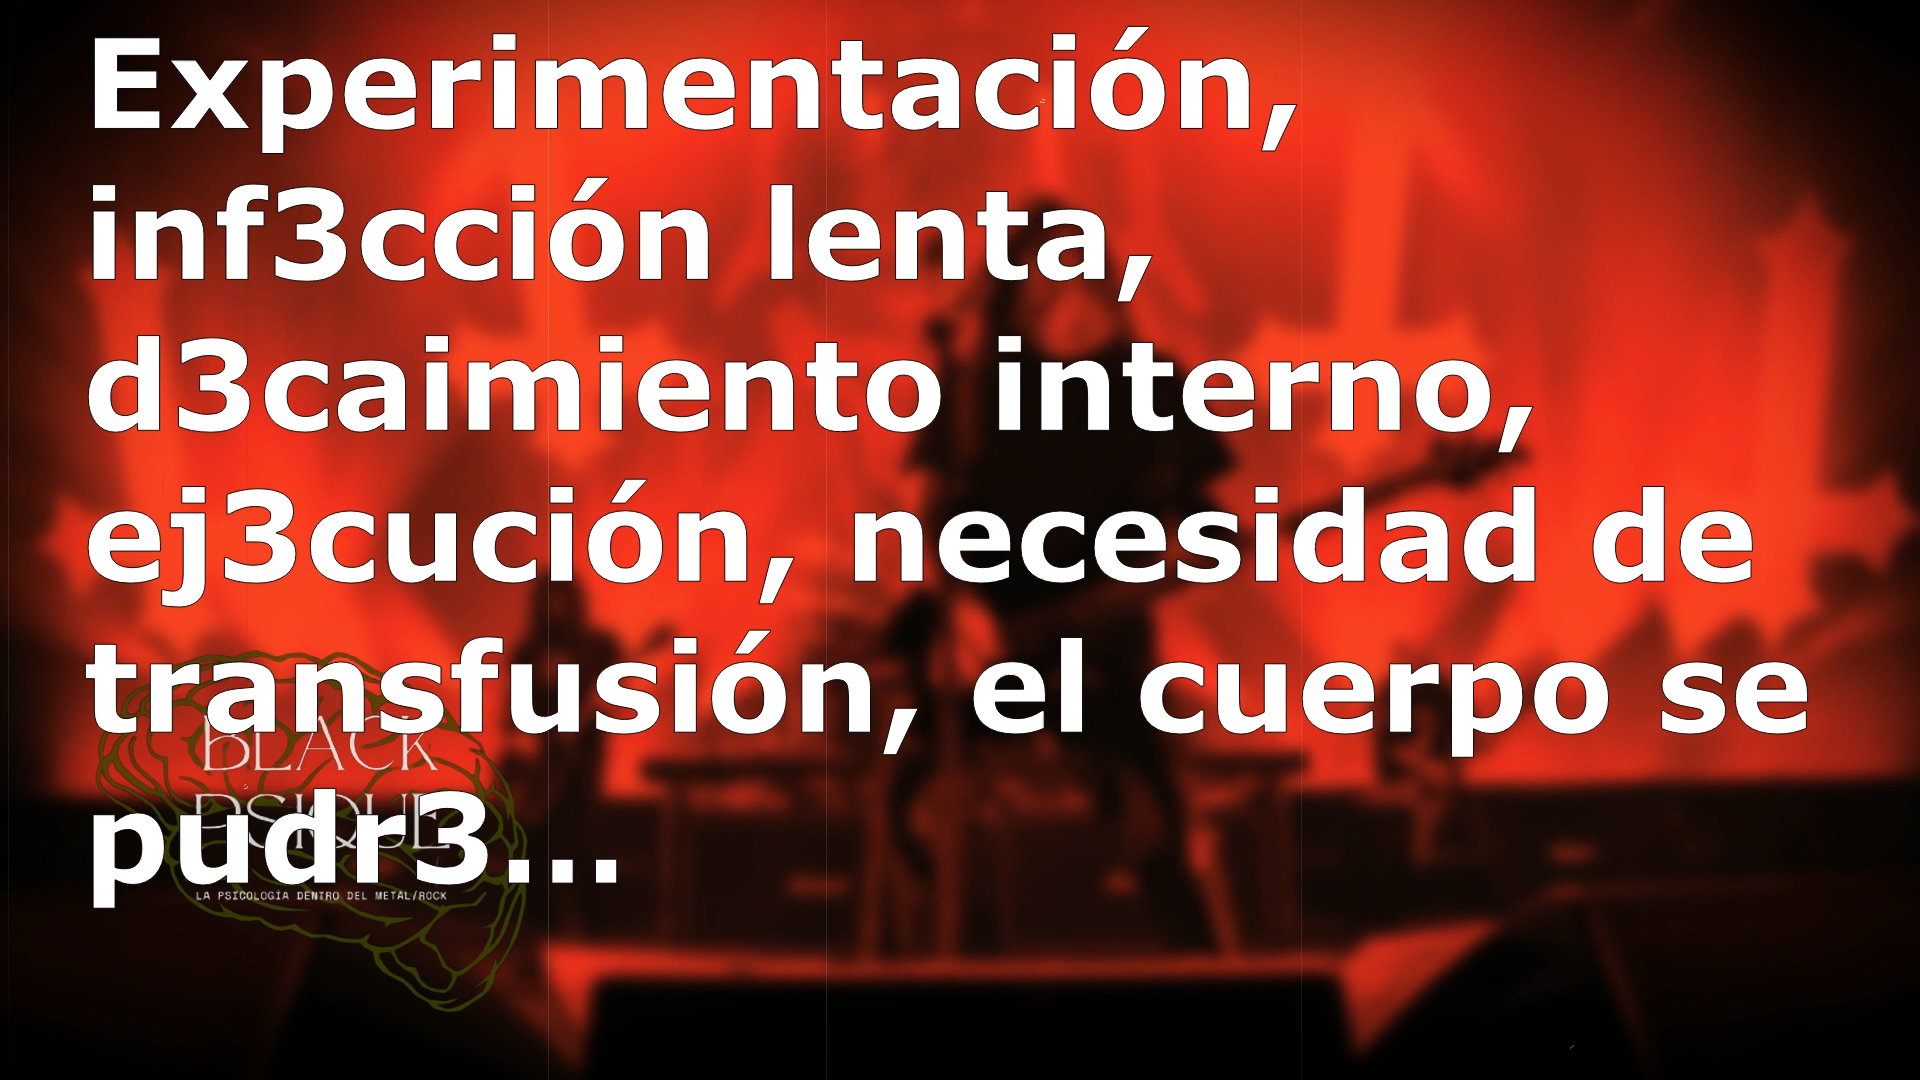 Experimentación,
inf3cción lenta,
d3caimiento interno,
ej3cución, necesidad de
transfusión, el cuerpo se
pudr3...
BLACK
PSIQUE
LA PSICOLOGÍA DENTRO DEL METAL/ROCK